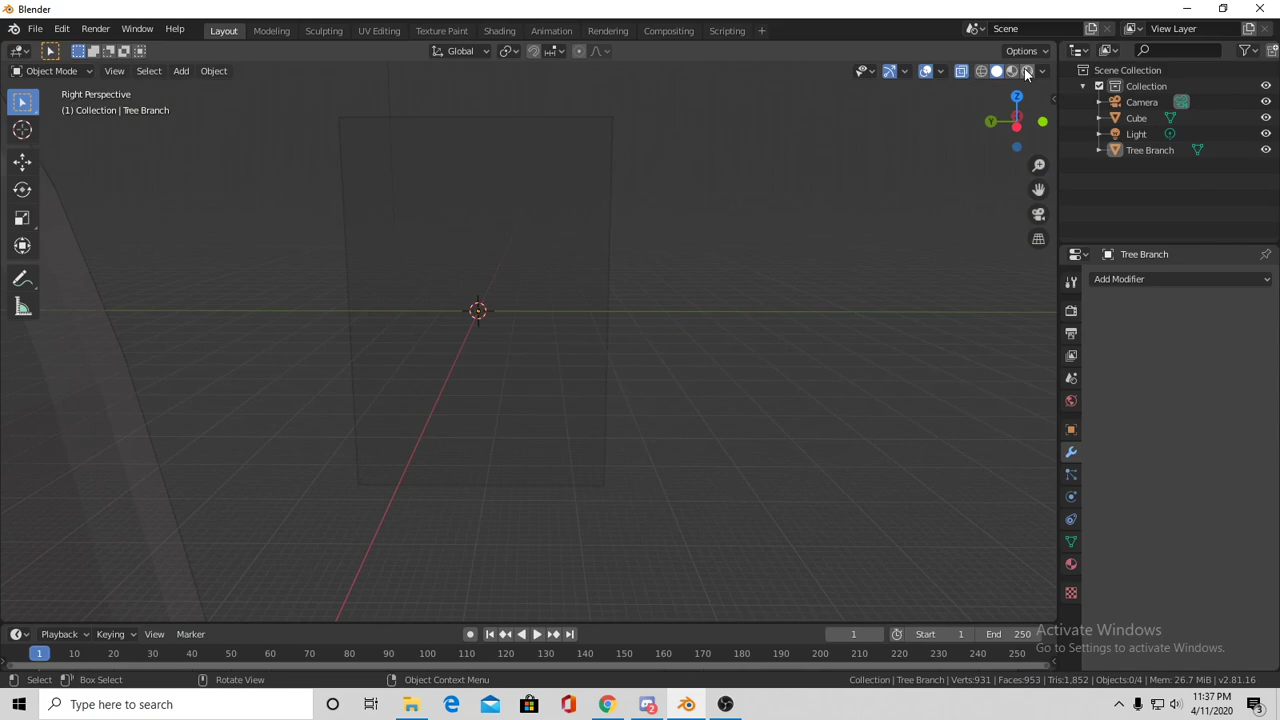 Blender
File Edit Render Window Help Layout Modeling Sculpting UV Editing Texture Paint Shading Animation Rendering Compositing Scripting + Scene View Layer
Global Options
Object Mode View Select Add Object
Right Perspective
(1) Collection | Tree Branch
Z
Scene Collection
Collection
Camera
Cube
Light
Tree Branch
Tree Branch
Add Modifier
Playback Keying View Marker 1 Start 1 End 250
1 10 20 30 40 50 60 70 80 90 100 110 120 130 140 150 160 170 180 190 200 210 220 230 240 250
Activate Windows
Go to Settings to activate Windows.
Select Box Select Rotate View Object Context Menu Collection | Tree Branch | Verts:931 | Faces:953 | Tris:1,852 | Objects:0/4 | Mem: 26.7 MiB | v2.81.16
Type here to search 2 11:37 PM
4/11/2020 3